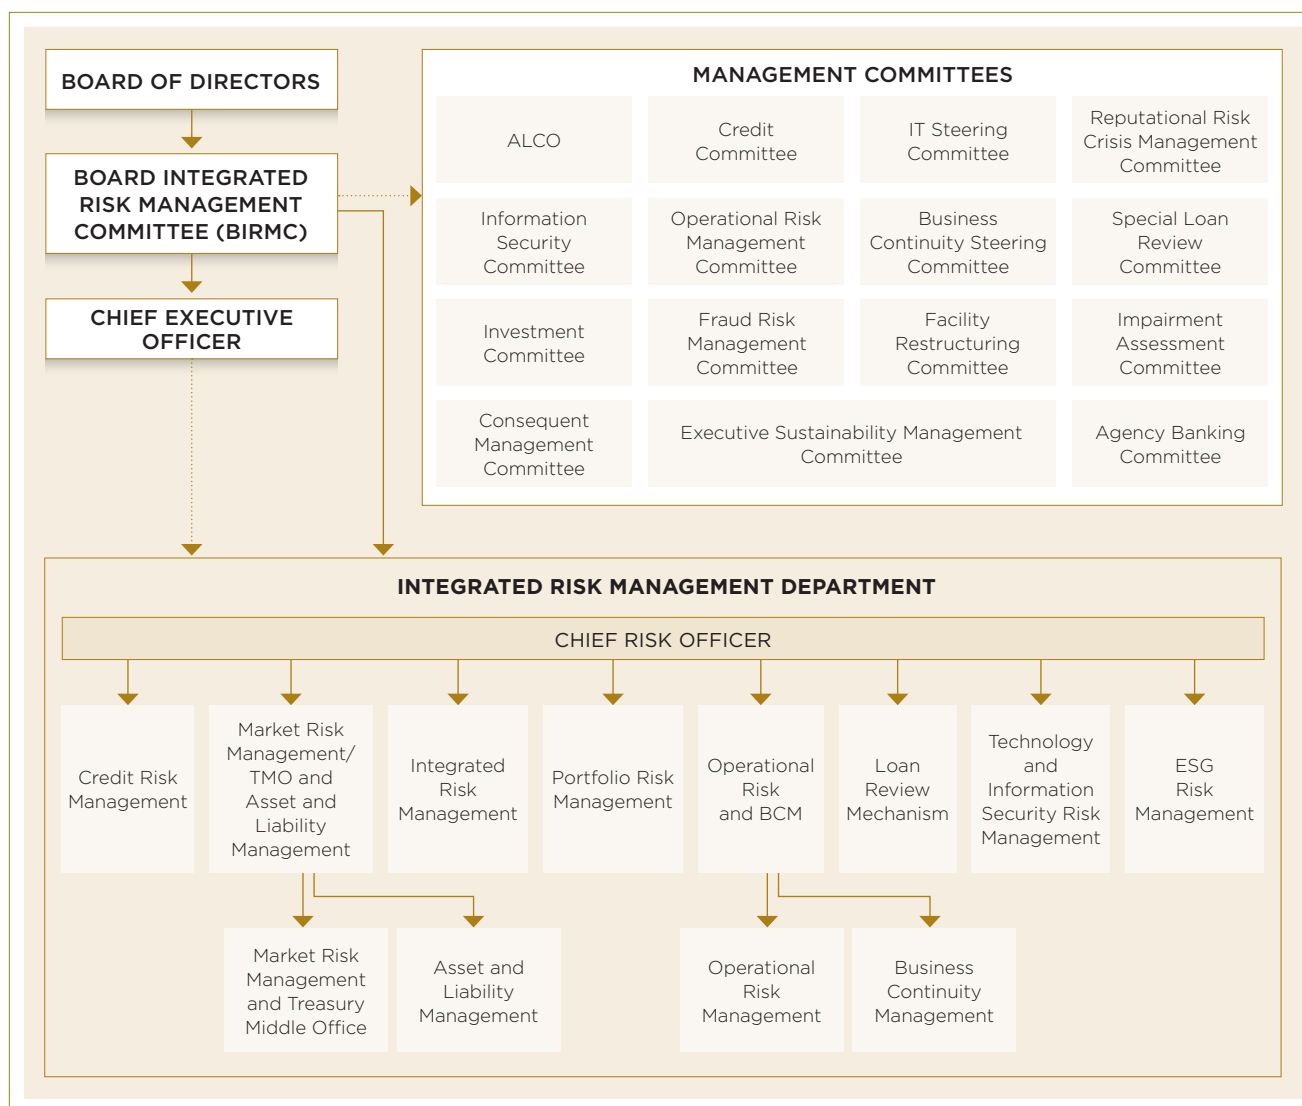 BOARD OF DIRECTORS
BOARD INTEGRATED
RISK MANAGEMENT
COMMITTEE (BIRMC)
CHIEF EXECUTIVE
OFFICER
MANAGEMENT COMMITTEES
ALCO
Credit
Committee
IT Steering
Committee
Reputational Risk
Crisis Management
Committee
Information
Security
Committee
Operational Risk
Management
Committee
Business
Continuity Steering
Committee
Special Loan
Review
Committee
Investment
Committee
Fraud Risk
Management
Committee
Facility
Restructuring
Committee
Impairment
Assessment
Committee
Consequent
Management
Committee
Executive Sustainability Management
Committee
Agency Banking
Committee
INTEGRATED RISK MANAGEMENT DEPARTMENT
CHIEF RISK OFFICER
Credit Risk
Management
Market Risk
Management/
TMO and
Asset and
Liability
Management
Integrated
Risk
Management
Portfolio Risk
Management
Operational
Risk
and BCM
Loan
Review
Mechanism
Technology
and
Information
Security Risk
Management
ESG
Risk
Management
Market Risk
Management
and Treasury
Middle Office
Asset and
Liability
Management
Operational
Risk
Management
Business
Continuity
Management